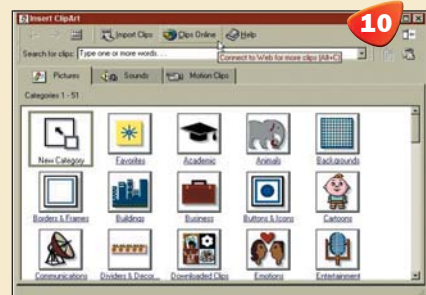 Insert ClipArt
10
Import Clips Clips Online Help
Search for clips: Type one or more words. . .
Connect to Web for more clips (Alt+C)
Pictures Sounds Motion Clips
Categories 1 - 51
New Category Favorites Academic Animals Backgrounds
Borders & Frames Buildings Business Buttons & Icons Cartoons
Communications Dividers & Decor... Downloaded Clips Emotions Entertainment